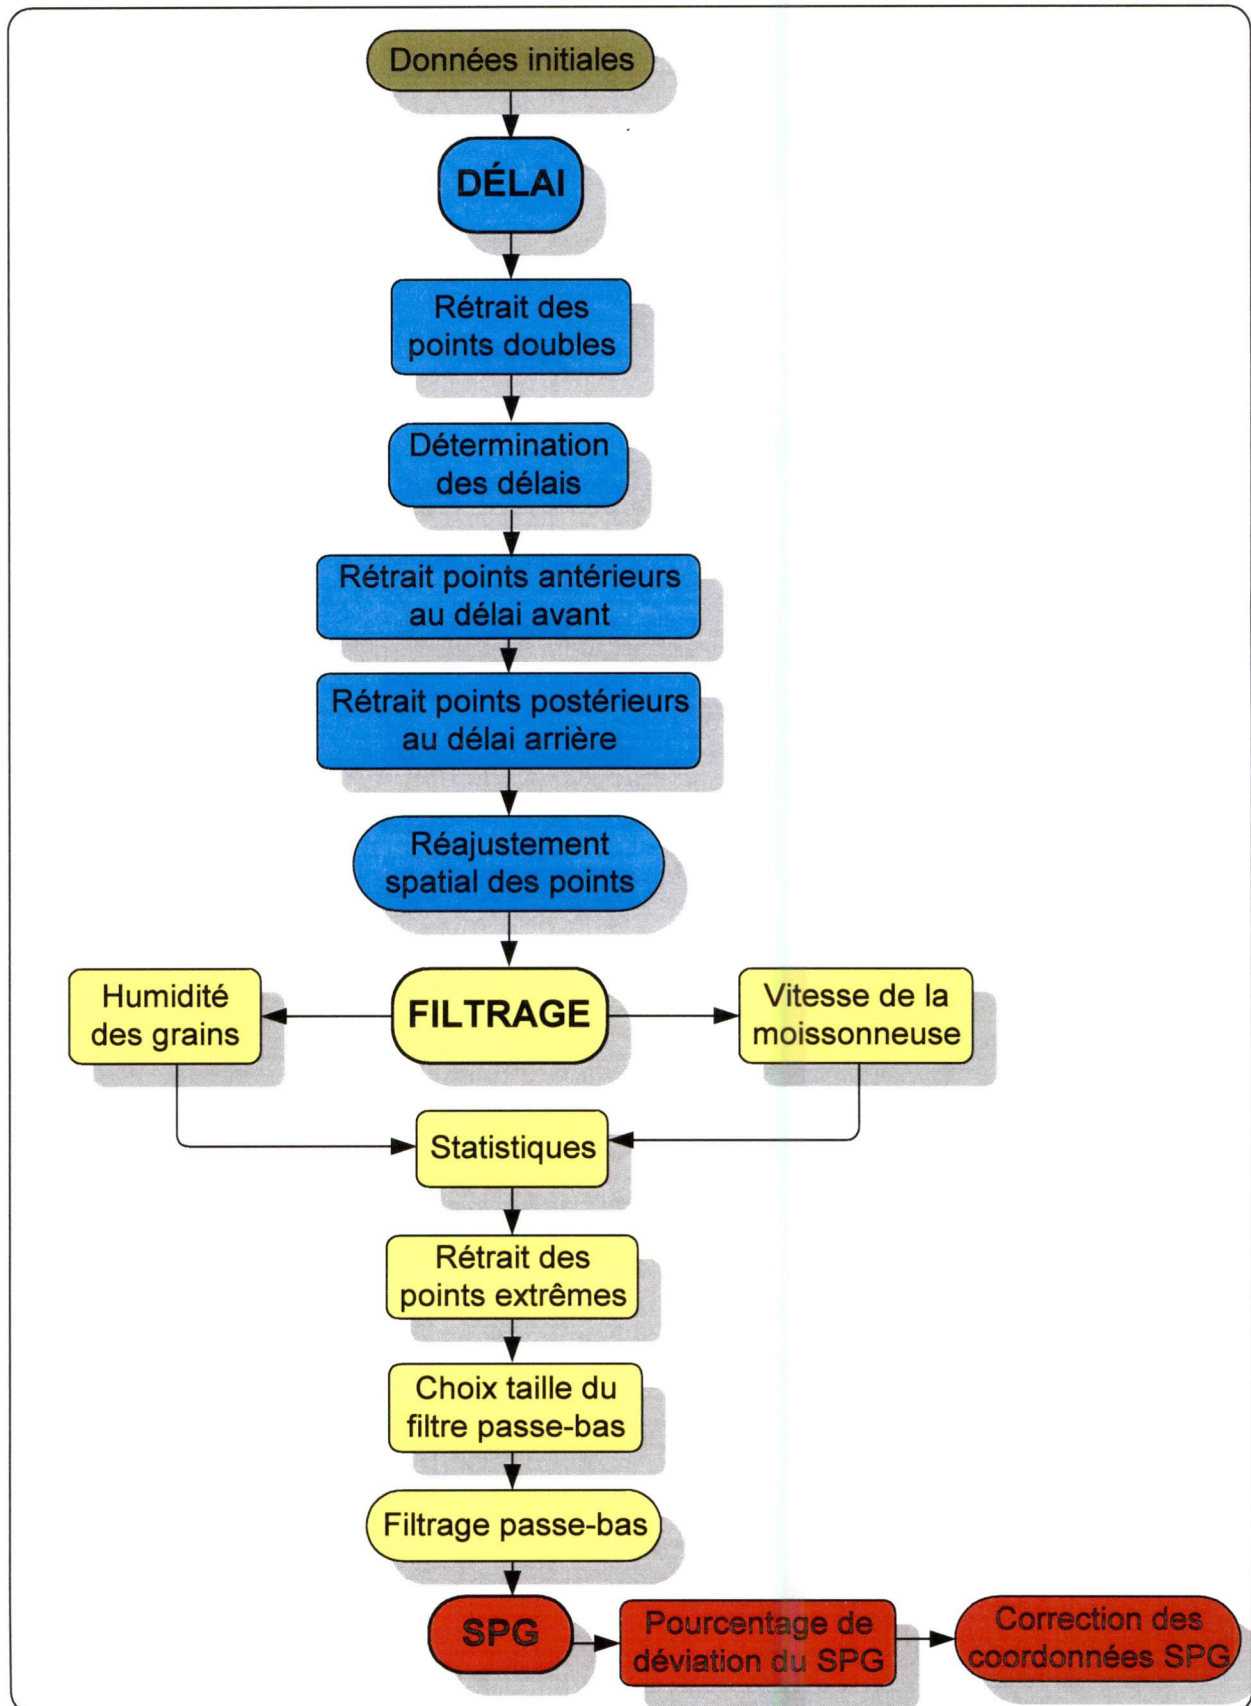 Données initiales
DÉLAI
Rétrait des
points doubles
Détermination
des délais
Rétrait points antérieurs
au délai avant
Rétrait points postérieurs
au délai arrière
Réajustement
spatial des points
Humidité
des grains
FILTRAGE
Vitesse de la
moissonneuse
Statistiques
Rétrait des
points extrêmes
Choix taille du
filtre passe-bas
Filtrage passe-bas
SPG
Pourcentage de
déviation du SPG
Correction des
coordonnées SPG